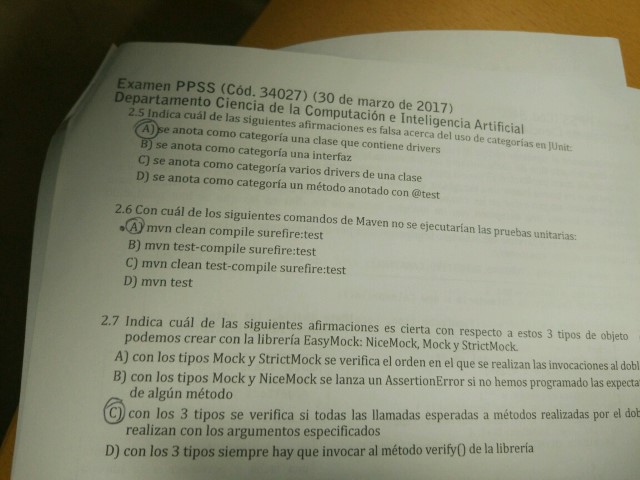 Examen PPSS (Cód. 34027) (30 de marzo de 2017)
Departamento Ciencia de la Computación e Inteligencia Artificial
2.5 Indica cuál de las siguientes afirmaciones es falsa acerca del uso de categorías en JUnit:
A) se anota como categoría una clase que contiene drivers
B) se anota como categoría una interfaz
C) se anota como categoría varios drivers de una clase
D) se anota como categoría un método anotado con @test
2.6 Con cuál de los siguientes comandos de Maven no se ejecutarían las pruebas unitarias:
A) mvn clean compile surefire:test
B) mvn test-compile surefire:test
C) mvn clean test-compile surefire:test
D) mvn test
2.7 Indica cuál de las siguientes afirmaciones es cierta con respecto a estos 3 tipos de objeto
podemos crear con la librería EasyMock: NiceMock, Mock y StrictMock.
A) con los tipos Mock y StrictMock se verifica el orden en el que se realizan las invocaciones al dobl
B) con los tipos Mock y NiceMock se lanza un AssertionError si no hemos programado las expecta
de algún método
C) con los 3 tipos se verifica si todas las llamadas esperadas a métodos realizadas por el dob
realizan con los argumentos especificados
D) con los 3 tipos siempre hay que invocar al método verify() de la librería